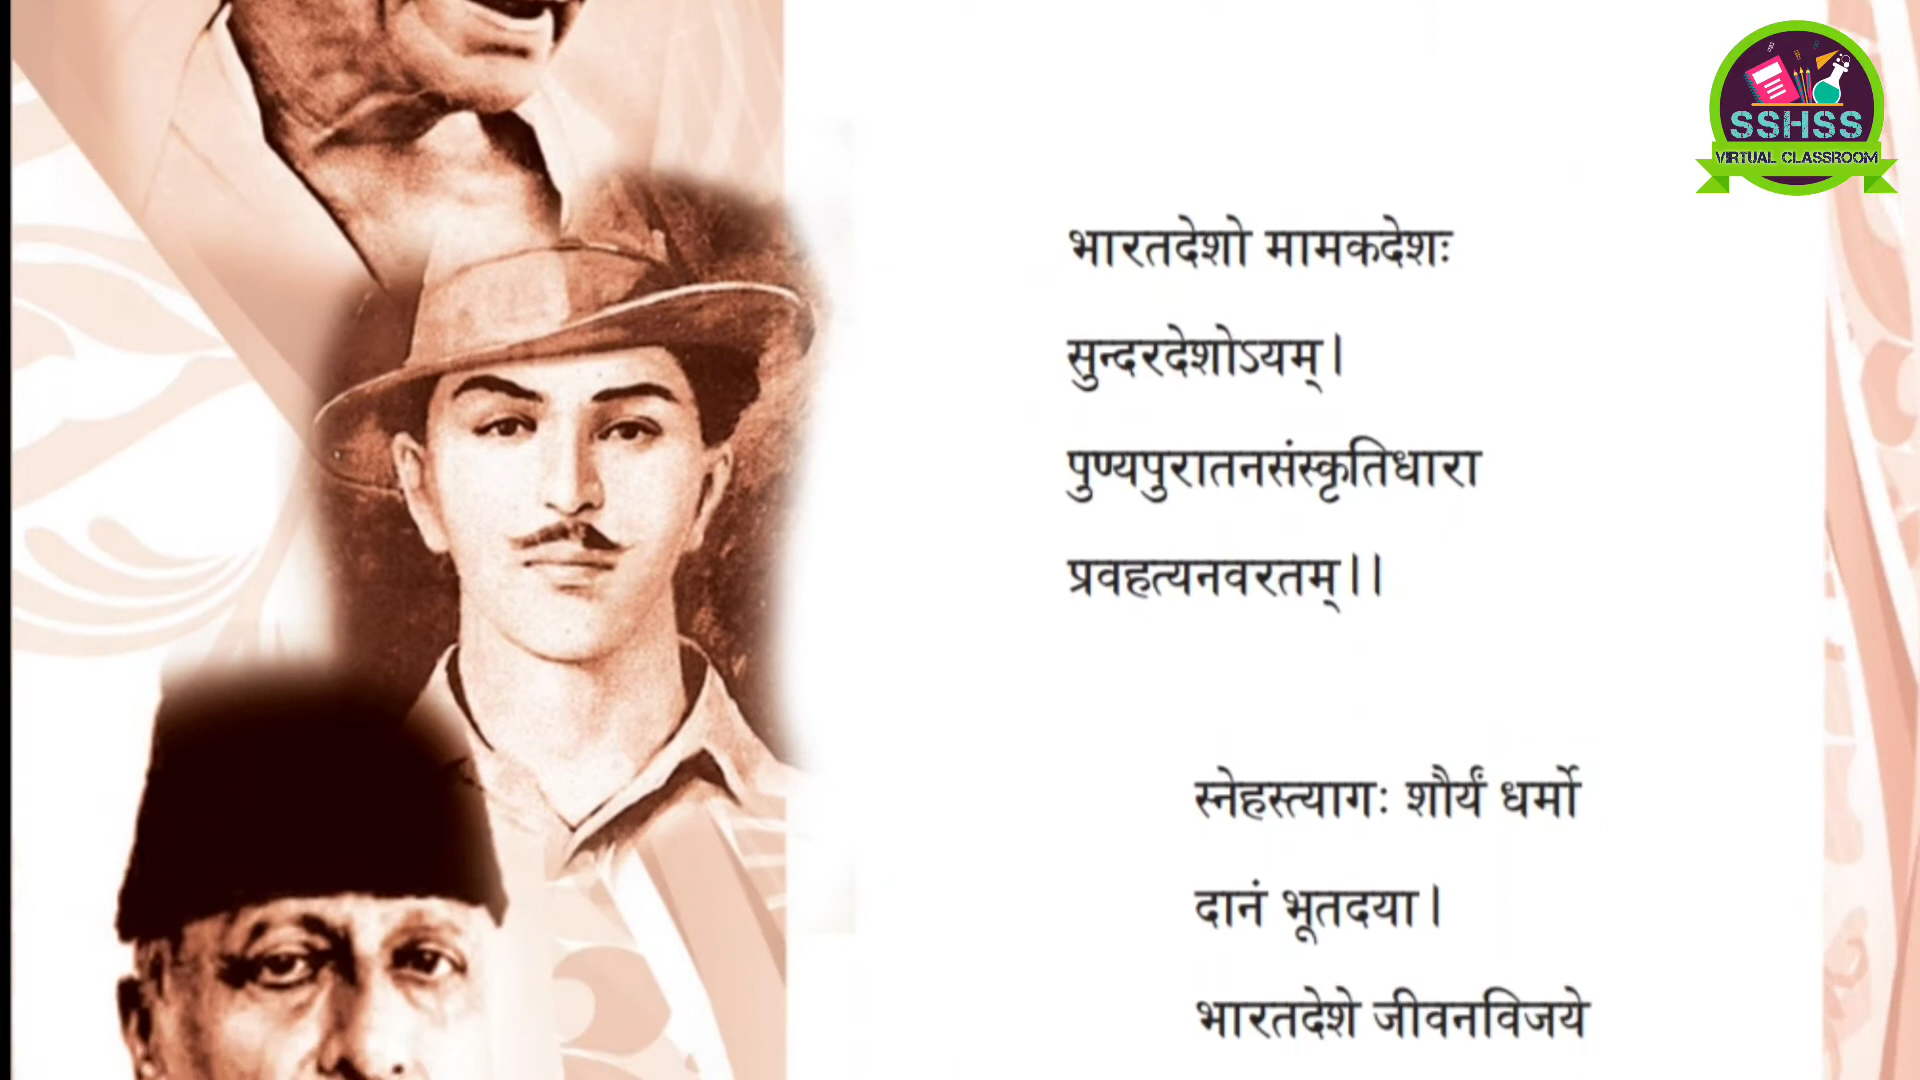 SSHSS
VIRTUAL CLASSROOM
भारतदेशो मामकदेशः
सुन्दरदेशोऽयम्।
पुण्यपुरातनसंस्कृतिधारा
प्रवहत्यनवरतम्।।
स्नेहस्त्यागः शौर्यं धर्मो
दानं भूतदया।
भारतदेशे जीवनविजये